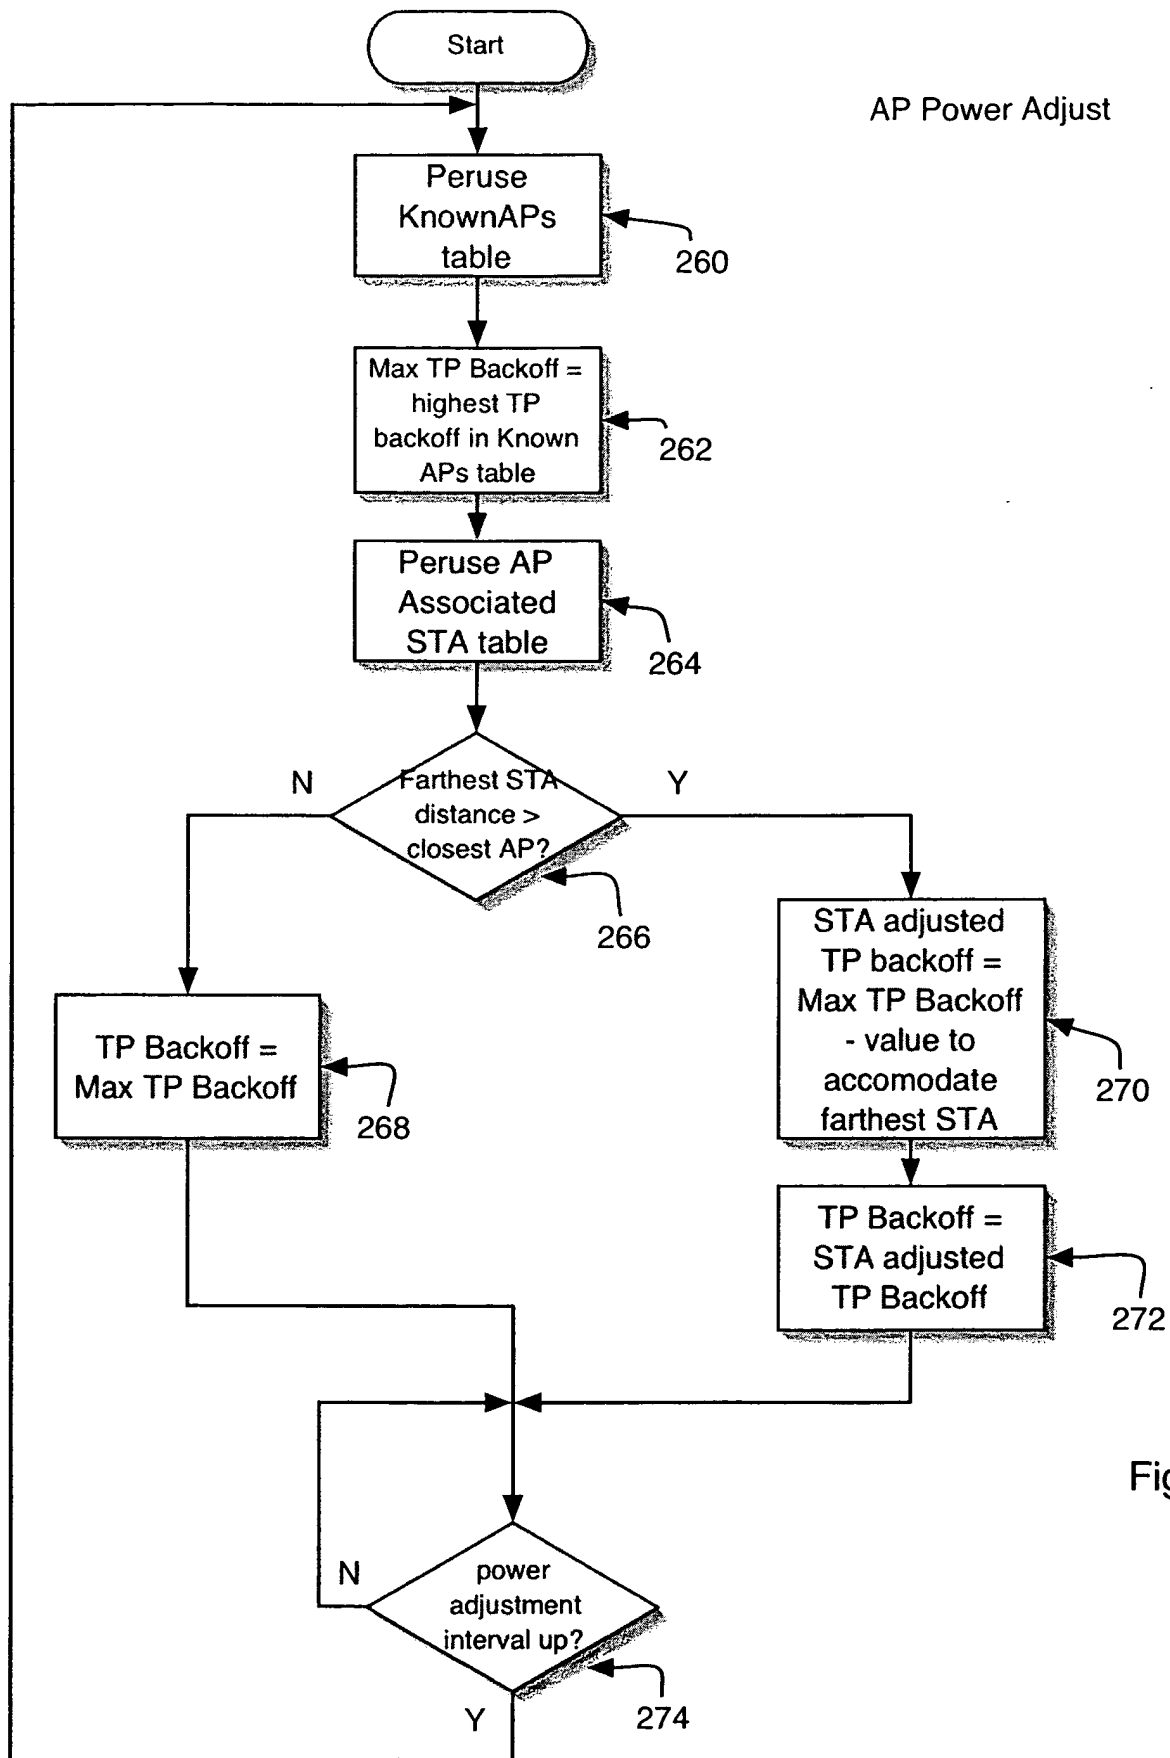 Start
AP Power Adjust
Peruse
KnownAPs
table
260
Max TP Backoff =
highest TP
backoff in Known
APs table
262
Peruse AP
Associated
STA table
264
N
Farthest STA
distance >
closest AP?
Y
266
STA adjusted
TP backoff =
Max TP Backoff
- value to
accomodate
farthest STA
270
TP Backoff =
Max TP Backoff
268
TP Backoff =
STA adjusted
TP Backoff
272
Fig
N
power
adjustment
interval up?
274
Y